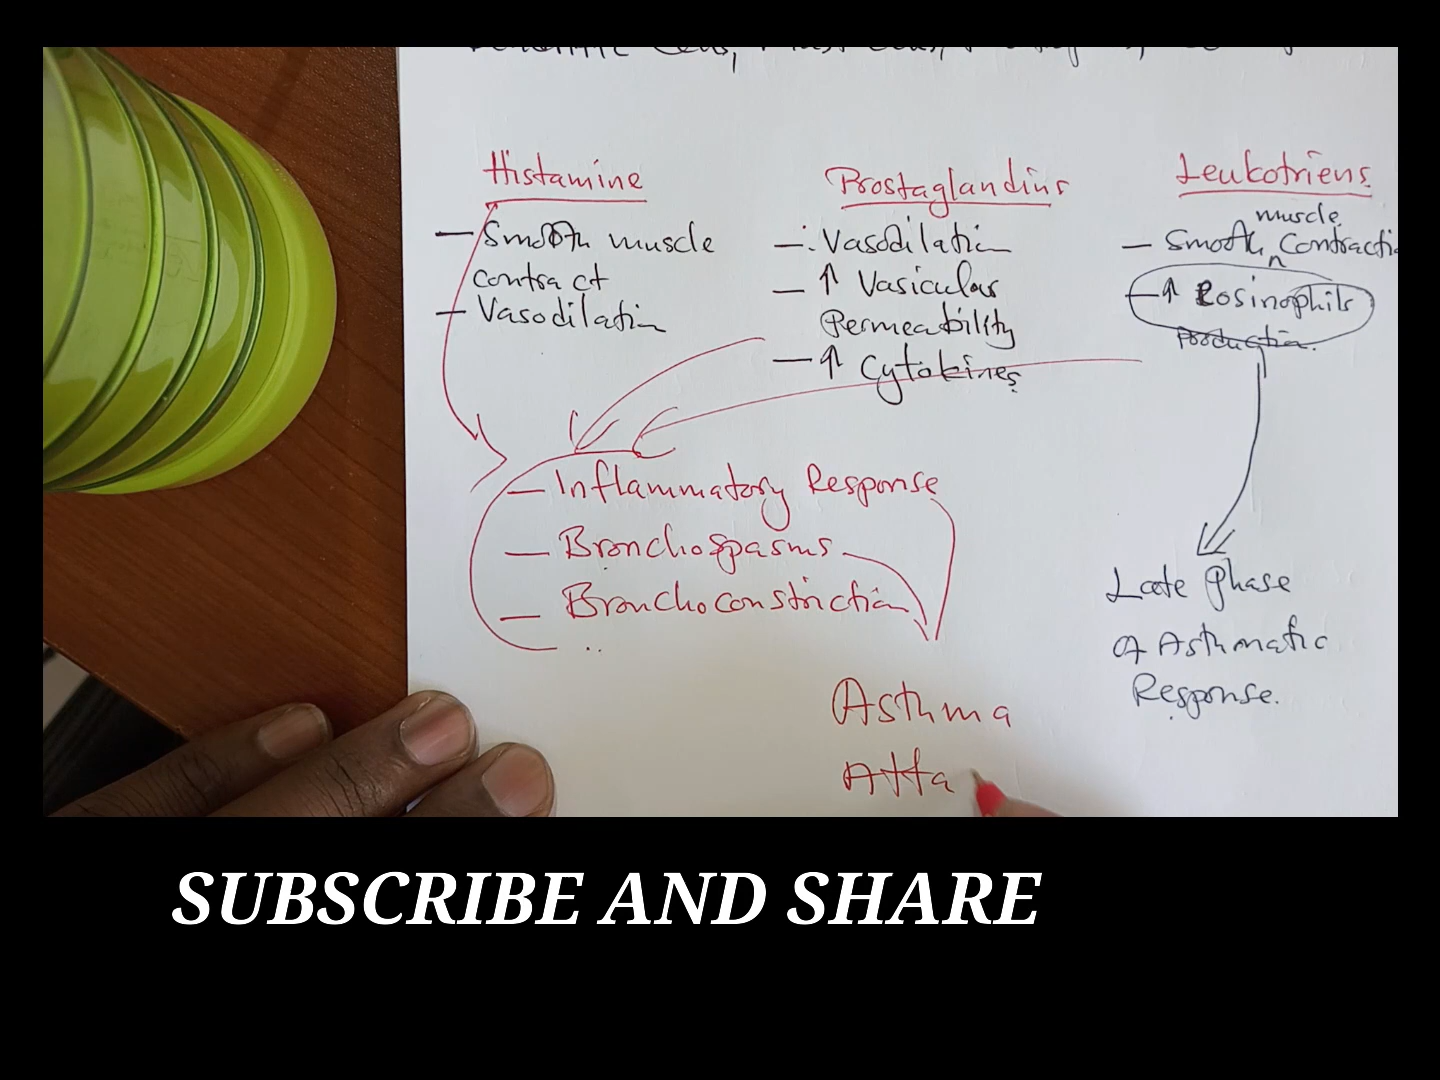 Histamine
- Smooth muscle
contract
- Vasodilation
Prostaglandins
- Vasodilation
- ↑ Vasicular
Permeability
- ↑ Cytokines
Leukotriens
muscle
- Smooth contractio
- ↑ Eosinophils
Production.
- Inflammatory Response
- Bronchospasms
- Bronchoconstriction
Late Phase
of Asthmatic
Response.
Asthma
Atta
SUBSCRIBE AND SHARE